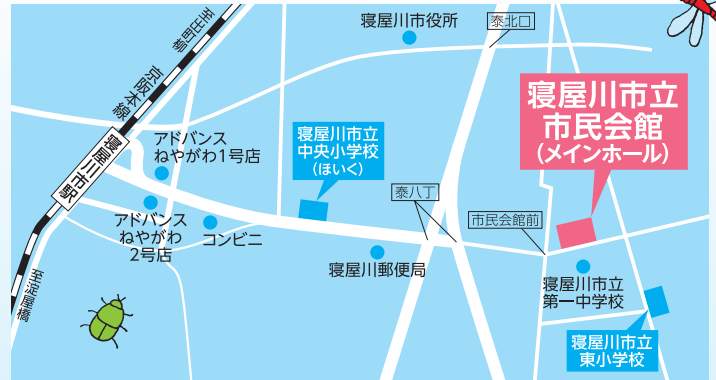 至出町柳
京阪本線
寝屋川市駅
至淀屋橋
寝屋川市役所
泰北口
寝屋川市立
市民会館
(メインホール)
アドバンス
ねやがわ1号店
寝屋川市立
中央小学校
(ほいく)
アドバンス
ねやがわ
2号店
コンビニ
泰八丁
市民会館前
寝屋川郵便局
寝屋川市立
第一中学校
寝屋川市立
東小学校